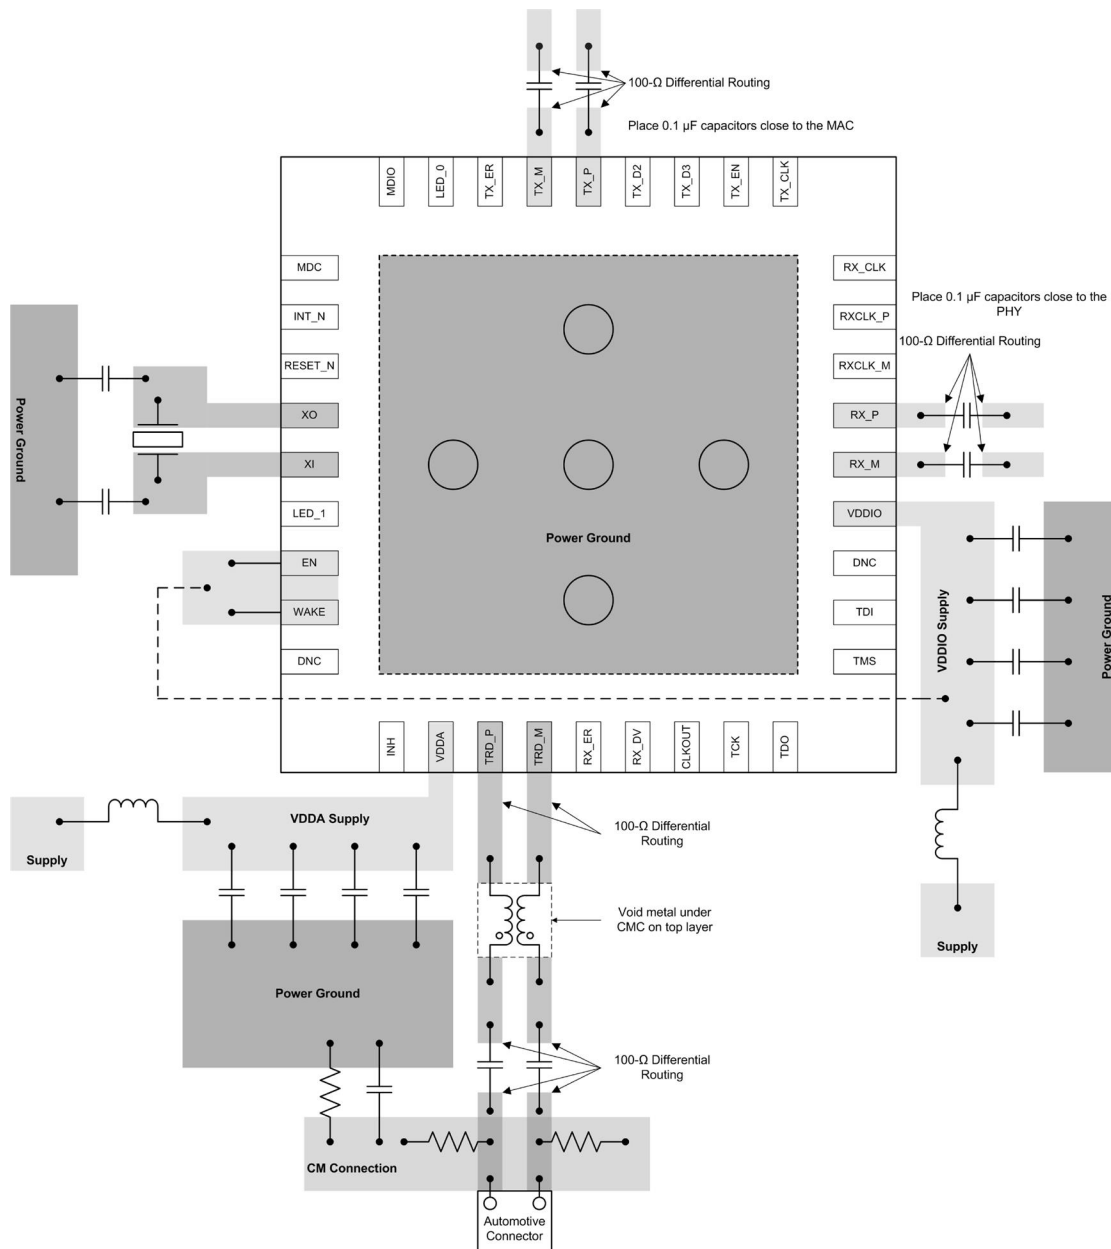 100-Ω Differential Routing
Place 0.1 µF capacitors close to the MAC
MDIO
LED_0
TX_ER
TX_M
TX_P
TX_D2
TX_D3
TX_EN
TX_CLK
MDC
INT_N
RESET_N
XO
XI
LED_1
EN
WAKE
DNC
Power Ground
Power Ground
RX_CLK
RXCLK_P
RXCLK_M
RX_P
RX_M
VDDIO
DNC
TDI
TMS
Place 0.1 µF capacitors close to the
PHY
100-Ω Differential Routing
VDDIO Supply
Power Ground
INH
VDDA
TRD_P
TRD_M
RX_ER
RX_DV
CLKOUT
TCK
TDO
Supply
VDDA Supply
100-Ω Differential
Routing
Void metal under
CMC on top layer
Supply
Power Ground
100-Ω Differential
Routing
CM Connection
Automotive
Connector